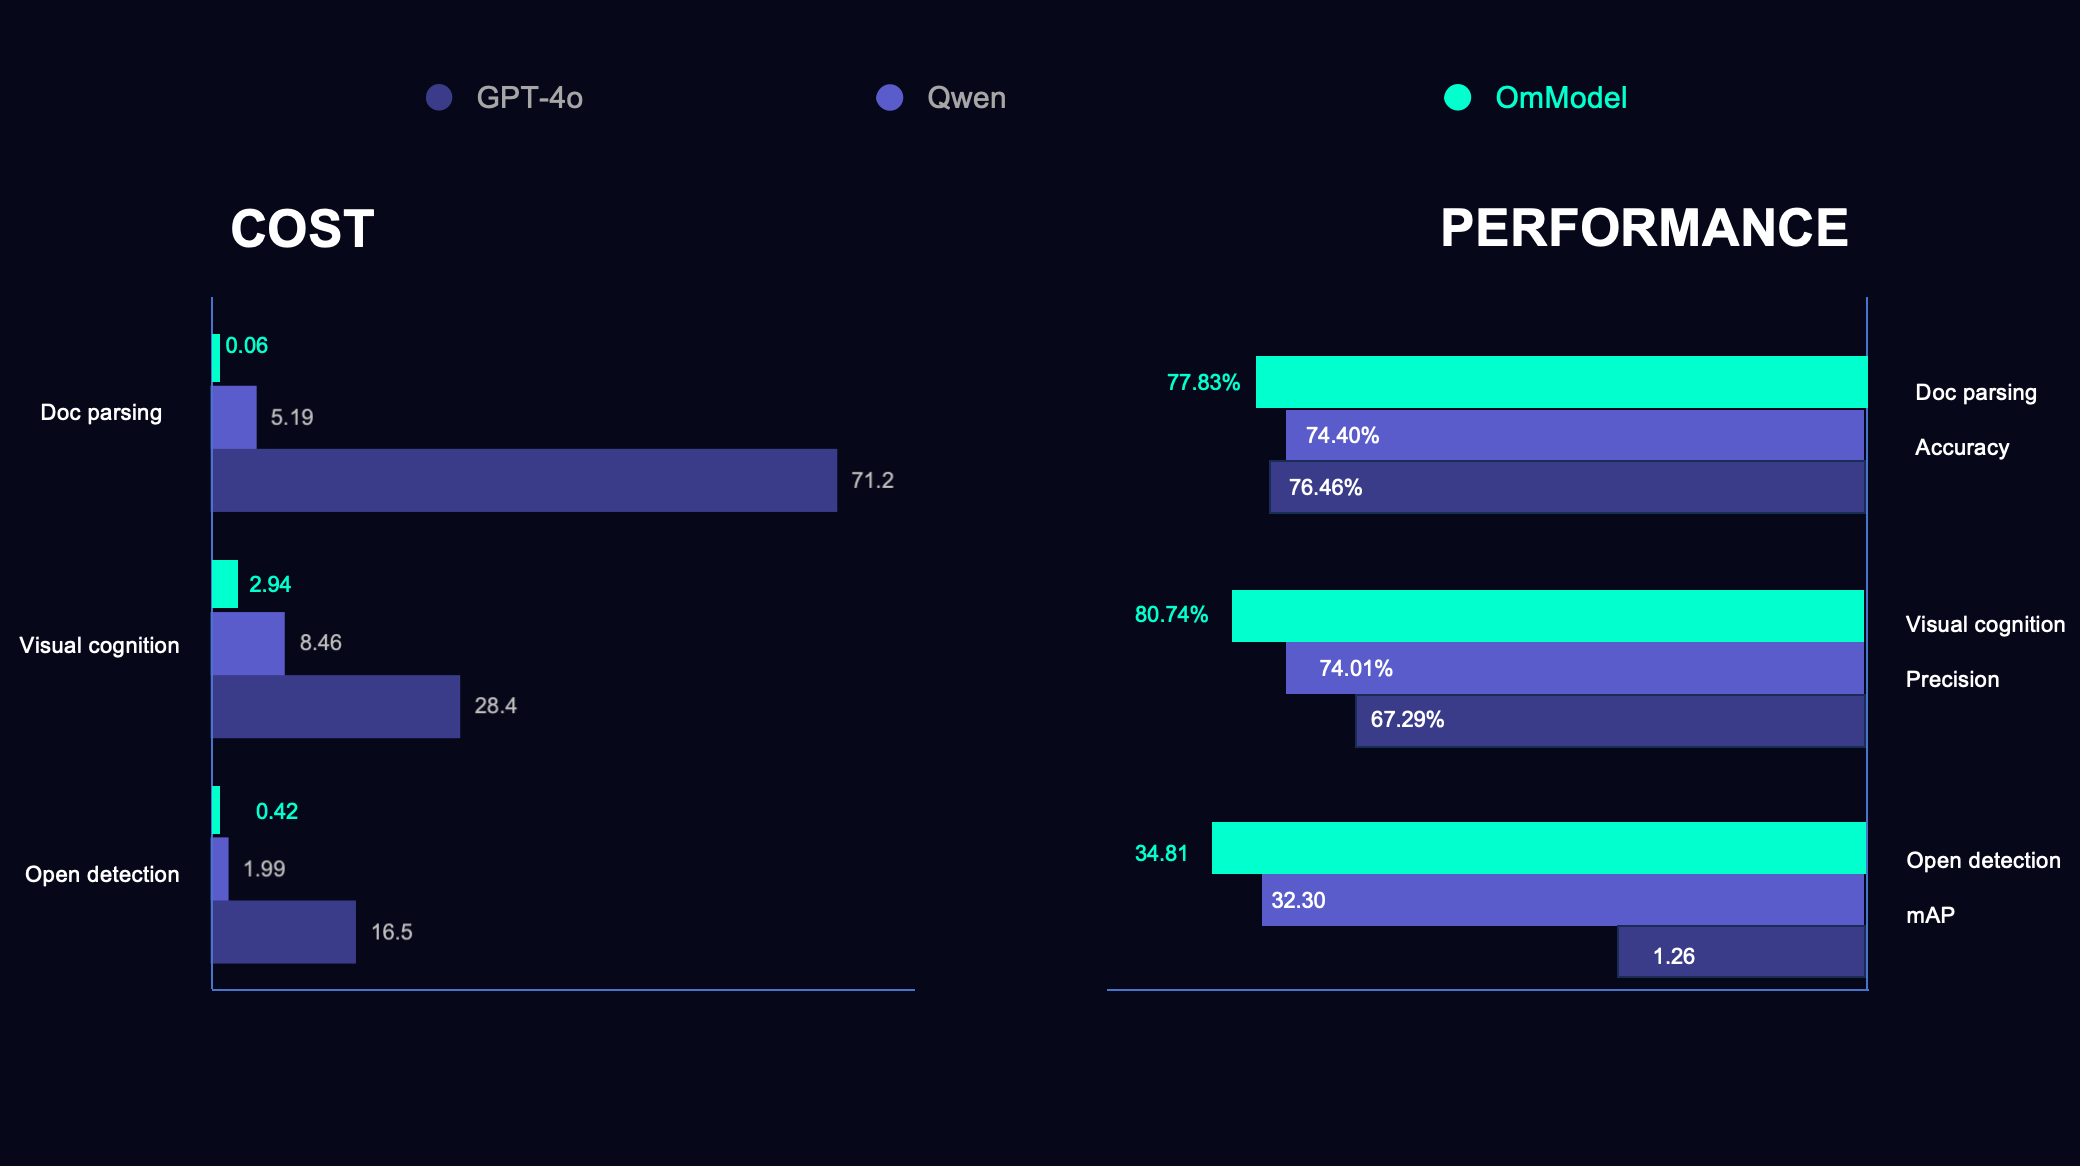 GPT-4o
Qwen
OmModel
COST
0.06
Doc parsing
5.19
71.2
2.94
Visual cognition
8.46
28.4
0.42
Open detection
1.99
16.5
PERFORMANCE
77.83%
74.40%
76.46%
Doc parsing
Accuracy
80.74%
74.01%
67.29%
Visual cognition
Precision
34.81
32.30
1.26
Open detection
mAP